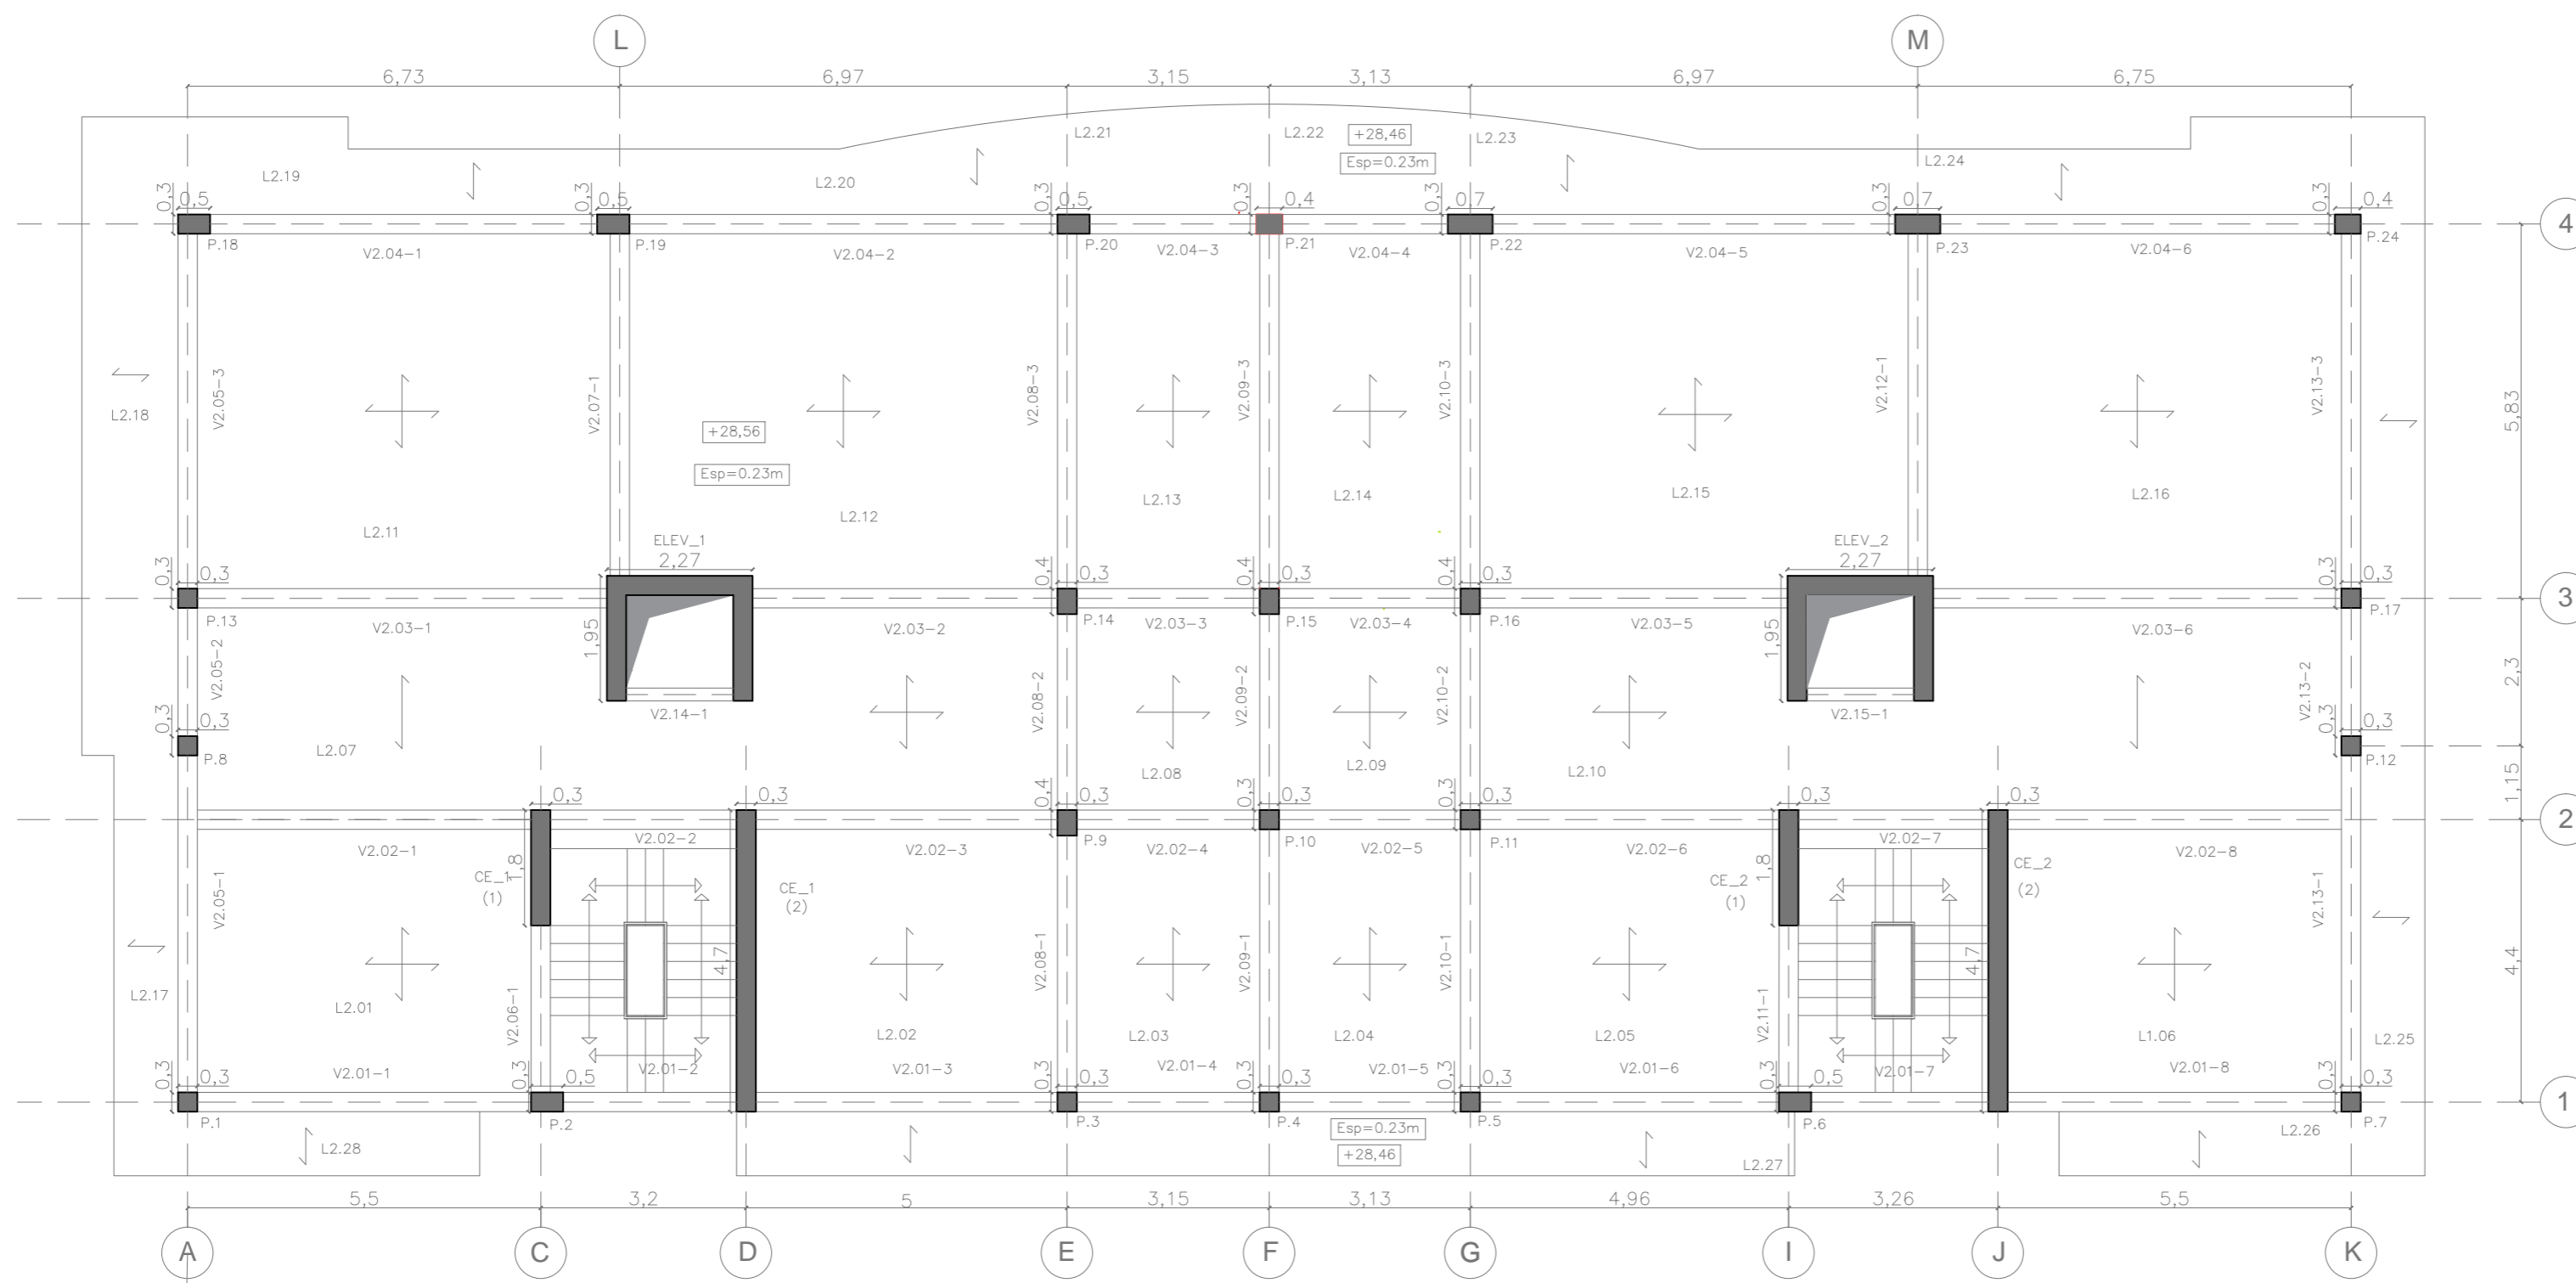 L M
6,73 6,97 3,15 3,13 6,97 6,75
L2.21 L2.22 +28,46 L2.23
Esp=0.23m
L2.24
L2.19 L2.20
0,3 0,5 0,3 0,5 0,3 0,5 0,3 0,4 0,3 0,7 0,3 0,7 0,3 0,4
4
P.18 P.19 P.20 P.21 P.22 P.23 P.24
V2.04-1 V2.04-2 V2.04-3 V2.04-4 V2.04-5 V2.04-6
L2.18 V2.05-3 V2.07-1 V2.08-3 V2.09-3 V2.10-3 V2.12-1 V2.13-3 5,83
+28,56
Esp=0.23m
L2.11 L2.12 L2.13 L2.14 L2.15 L2.16
ELEV_1 ELEV_2
2,27 2,27
0,3 0,3 0,4 0,3 0,4 0,3 0,4 0,3 0,3 0,3
3
P.13 P.14 P.15 P.16 P.17
V2.03-1 V2.03-2 V2.03-3 V2.03-4 V2.03-5 V2.03-6
1,95 1,95
V2.05-2 V2.08-2 V2.09-2 V2.10-2 V2.13-2 2,3
V2.14-1 V2.15-1
0,3 0,3 0,3 0,3
P.8 P.12
L2.07 L2.08 L2.09 L2.10
1,15
0,3 0,3 0,4 0,3 0,3 0,3 0,3 0,3 0,3 0,3
2
P.9 P.10 P.11
V2.02-1 V2.02-2 V2.02-3 V2.02-4 V2.02-5 V2.02-6 V2.02-7 V2.02-8
CE_1 1,8 CE_1 CE_2 1,8 CE_2
(1) (2) (1) (2)
V2.05-1 V2.13-1
L2.17 V2.06-1 4,7 V2.08-1 V2.09-1 V2.10-1 V2.11-1 4,7 4,4
L2.01 L2.02 L2.03 L2.04 L2.05 L1.06 L2.25
V2.01-1 V2.01-2 V2.01-3 V2.01-4 V2.01-5 V2.01-6 V2.01-7 V2.01-8
0,3 0,3 0,3 0,5 0,3 0,3 0,3 0,3 0,3 0,3 0,3 0,5 0,3 0,3
1
P.1 P.2 P.3 P.4 P.5 P.6 P.7
Esp=0.23m
+28,46
L2.28 L2.27 L2.26
5,5 3,2 5 3,15 3,13 4,96 3,26 5,5
A C D E F G I J K